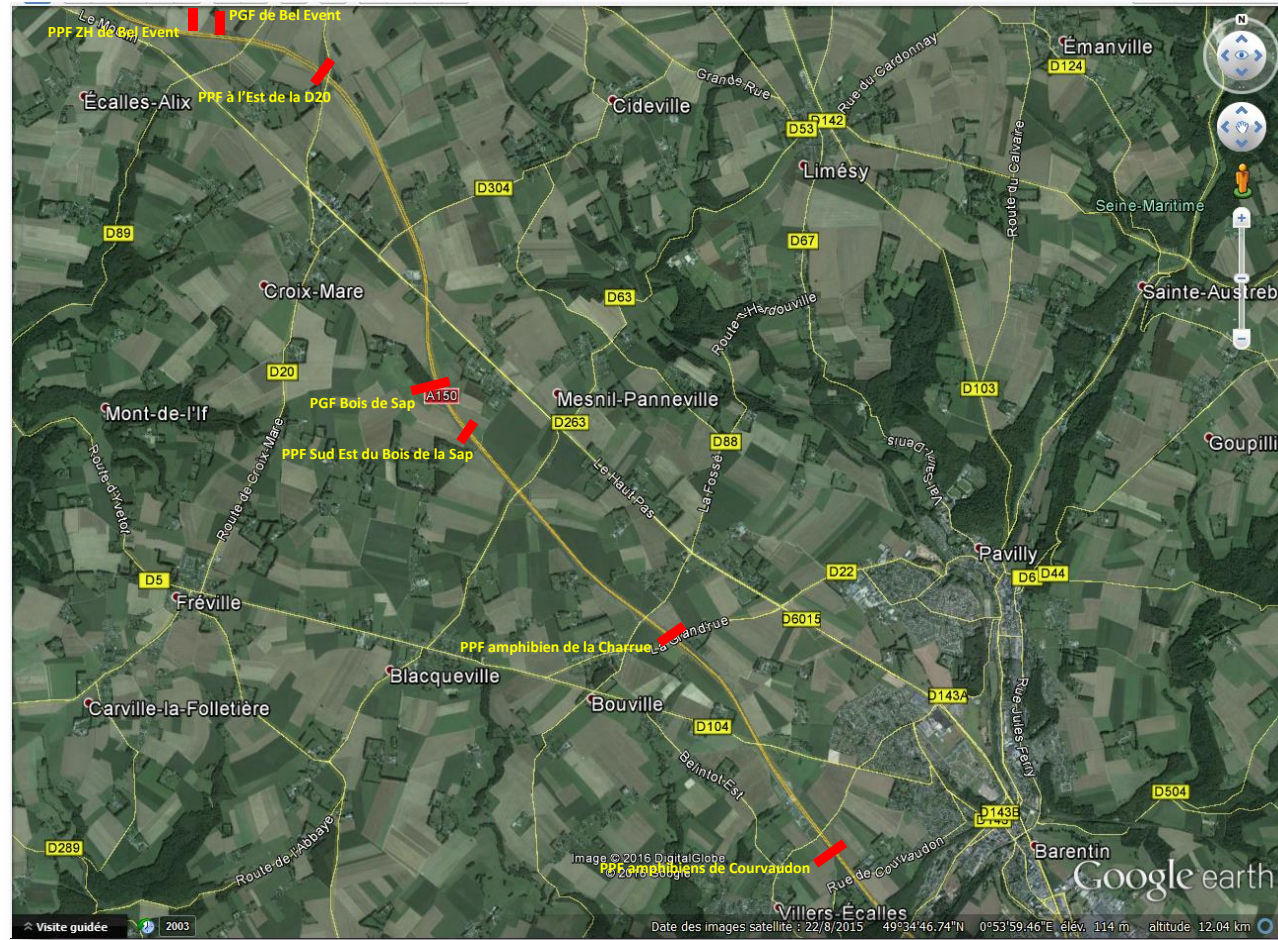 N
Le M
PGF de Bel Event
PPF ZH de Bel Event
Émanville
D124
Rue du Cardonnay
Grande Rue
Écalles-Alix
PPF à l'Est de la D20
Cideville
D142
D53
Route du Calvaire
Limésy
D304
Seine-Maritime
D89
D67
Croix-Mare
D63
Sainte-Austreb
Route d'Hardouville
D20
A150
PGF Bois de Sap
Mesnil-Panneville
D103
Mont-de-l'If
D263
D88
Goupilli
PPF Sud Est du Bois de la Sap
Val-Saint-Denis
Route d'Yvetot
Route de Croix-Mare
Le Haut Pas
La Fosse
Pavilly
D5
D22
D6
D44
Fréville
D6015
La Grand'rue
PPF amphibien de la Charrue
Blacqueville
Bouville
D143A
Carville-la-Folletière
Rue Jules Ferry
D104
Belintot-Est
D504
D143B
D143
D289
Route de l'Abbaye
Image © 2016 DigitalGlobe
© 2016 Google
PPF amphibiens de Courvaudon
Rue de Courvaudon
Barentin
Google earth
Villers-Écalles
Visite guidée
2003
Date des images satellite : 22/8/2015 49°34'46.74"N 0°53'59.46"E élév. 114 m altitude 12.04 km